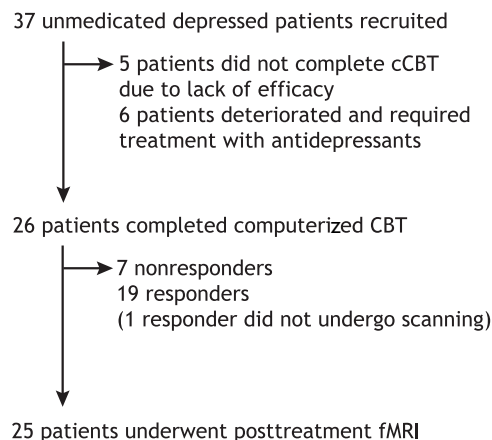 37 unmedicated depressed patients recruited
5 patients did not complete cCBT
due to lack of efficacy
6 patients deteriorated and required
treatment with antidepressants
26 patients completed computerized CBT
7 nonresponders
19 responders
(1 responder did not undergo scanning)
25 patients underwent posttreatment fMRI